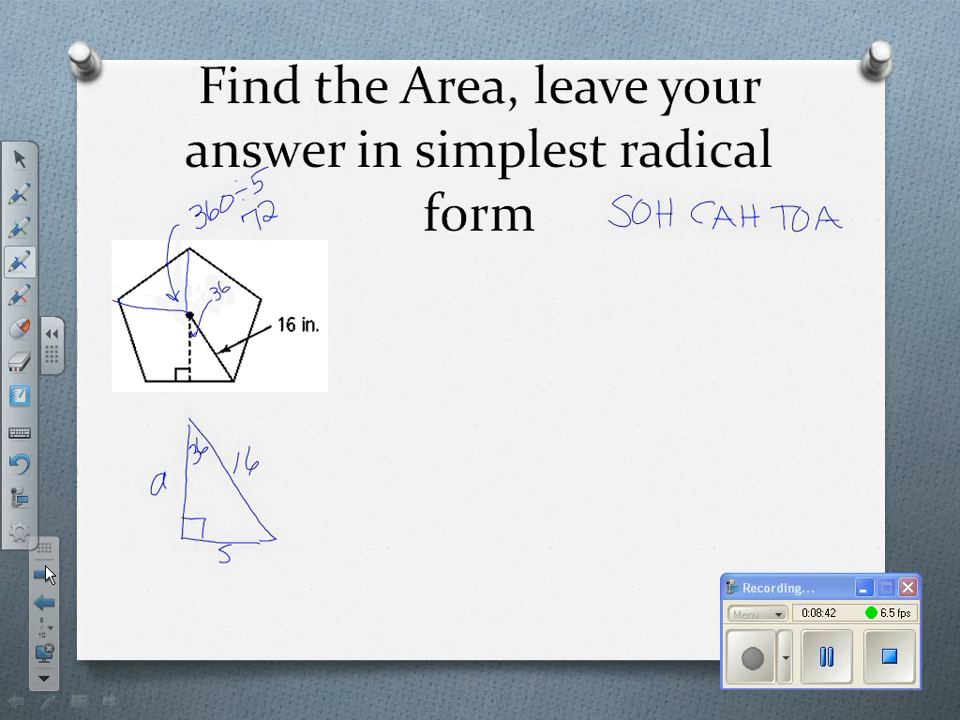 Find the Area, leave your
answer in simplest radical
form
360÷5
72
SOH CAH TOA
36
16 in.
36
16
a
s
Recording...
Menu
0:08:42
6.5 fps